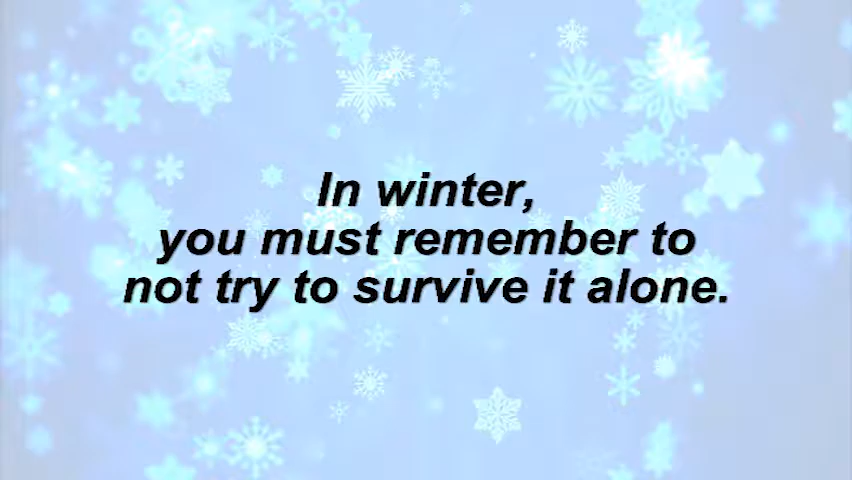 In winter,
you must remember to
not try to survive it alone.